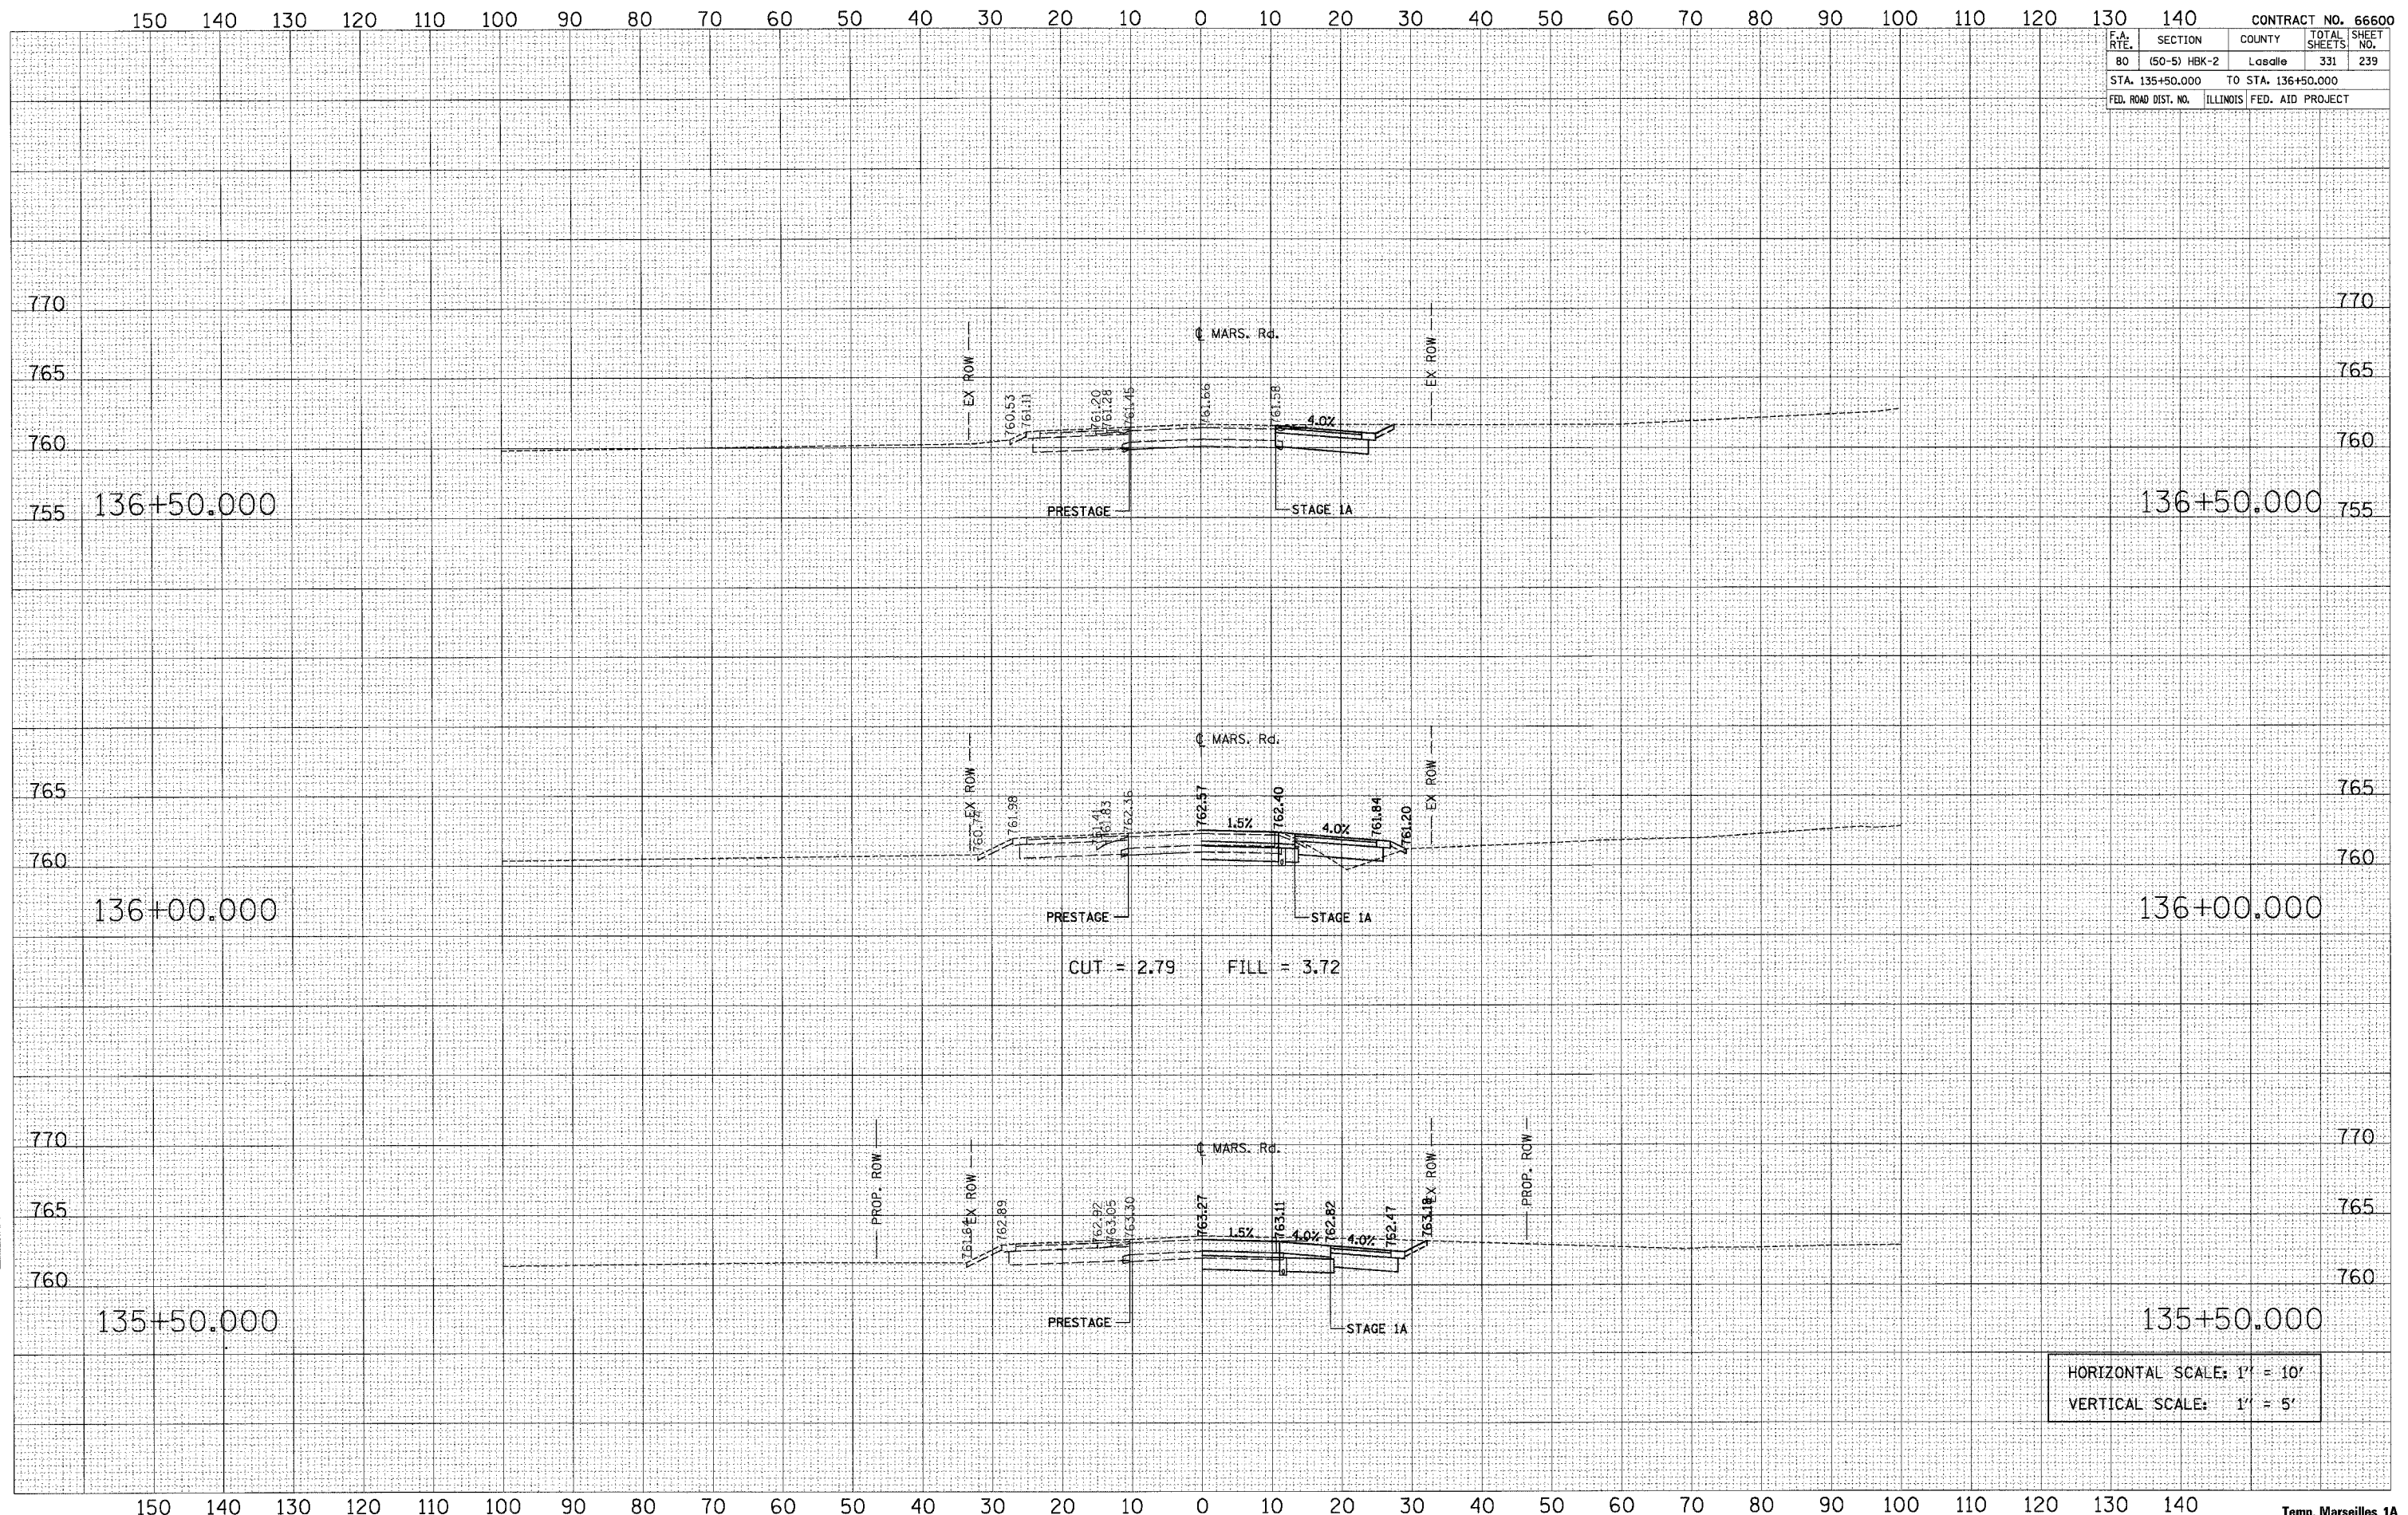 150 140 130 120 110 100 90 80 70 60 50 40 30 20 10 0 10 20 30 40 50 60 70 80 90 100 110 120 130 140
CONTRACT NO. 66600
F.A. RTE. SECTION COUNTY TOTAL SHEETS SHEET NO.
80 (50-5) HBK-2 Lasalle 331 239
STA. 135+50.000 TO STA. 136+50.000
FED. ROAD DIST. NO. ILLINOIS FED. AID PROJECT
770 770
℄ MARS. Rd.
EX ROW EX ROW
765 765
760.53 761.11 761.20 761.28 761.45 761.66 761.58
4.0%
760 760
136+50.000 136+50.000
755 755
PRESTAGE STAGE 1A
℄ MARS. Rd.
EX ROW EX ROW
765 765
760.74 761.98 761.41 761.83 762.36 762.57 762.40 761.84 761.20
1.5% 4.0%
760 760
136+00.000 136+00.000
PRESTAGE STAGE 1A
CUT = 2.79 FILL = 3.72
770 770
℄ MARS. Rd.
PROP. ROW EX ROW EX ROW PROP. ROW
765 765
762.89 762.92 763.05 763.30 763.27 763.11 762.82 762.47 763.18
1.5% 4.0% 4.0%
760 760
135+50.000 135+50.000
PRESTAGE STAGE 1A
HORIZONTAL SCALE: 1" = 10'
VERTICAL SCALE: 1" = 5'
150 140 130 120 110 100 90 80 70 60 50 40 30 20 10 0 10 20 30 40 50 60 70 80 90 100 110 120 130 140
Temp. Marseilles 1A